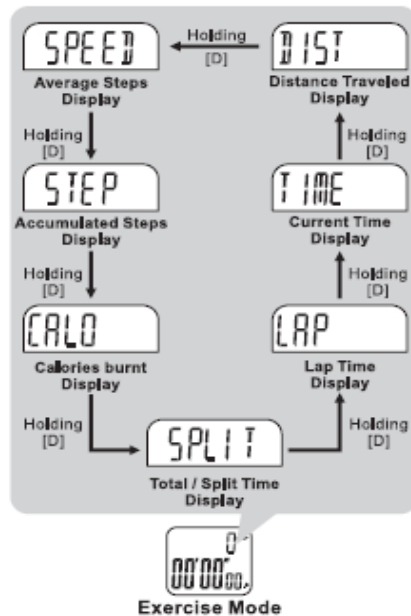 SPEED
Holding
[D]
DIST
Average Steps
Display
Distance Traveled
Display
Holding
[D]
Holding
[D]
STEP
TIME
Accumulated Steps
Display
Current Time
Display
Holding
[D]
Holding
[D]
CALO
LAP
Calories burnt
Display
Lap Time
Display
Holding
[D]
SPLIT
Holding
[D]
Total / Split Time
Display
0
00'00"00
Exercise Mode